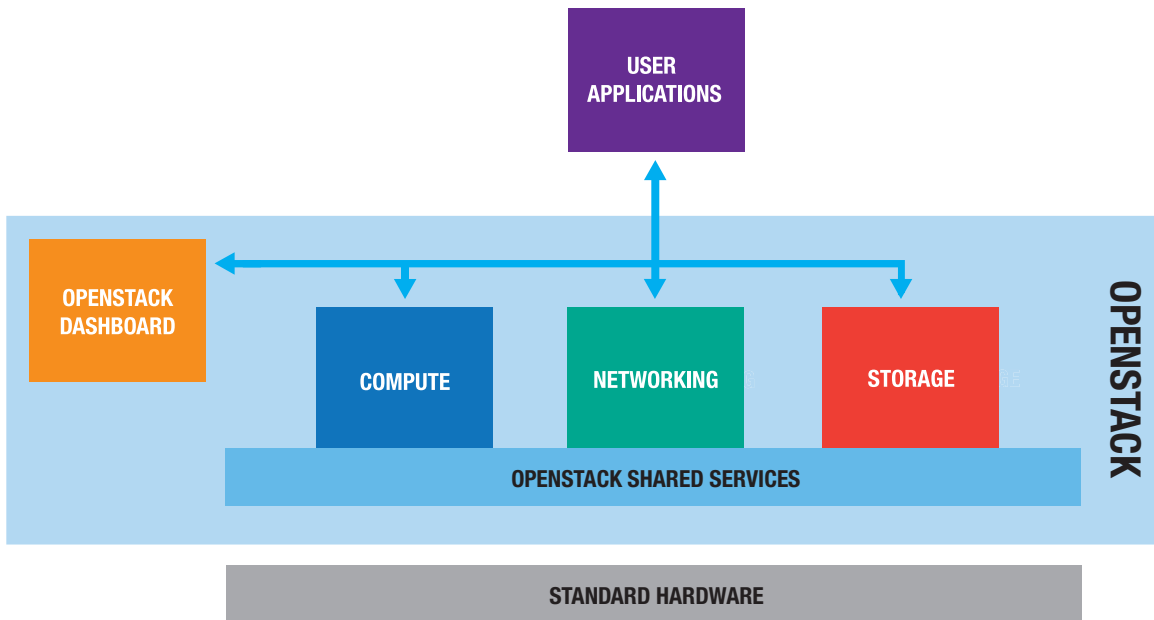 USER
APPLICATIONS
OPENSTACK
DASHBOARD
COMPUTE
NETWORKING
STORAGE
OPENSTACK
OPENSTACK SHARED SERVICES
STANDARD HARDWARE